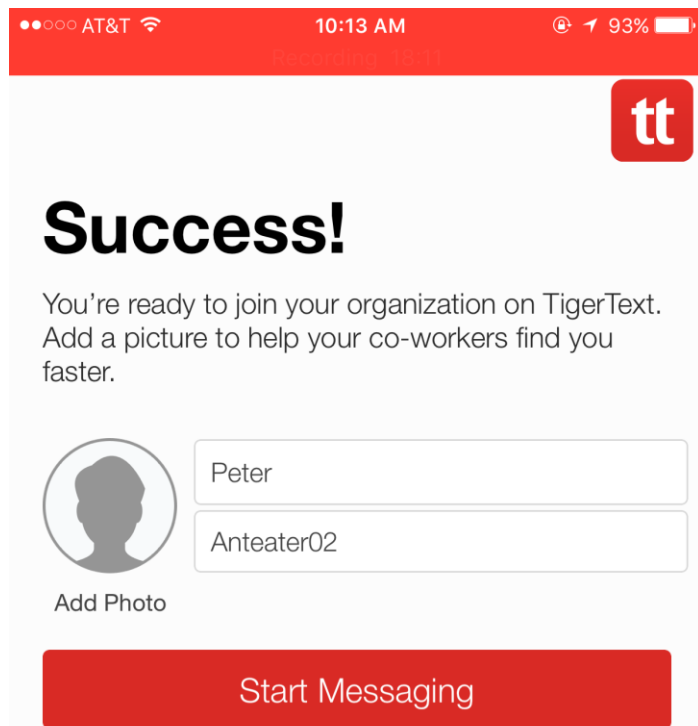 AT&T 10:13 AM 93%
Recording 18:11
tt
Success!
You’re ready to join your organization on TigerText.
Add a picture to help your co-workers find you
faster.
Peter
Anteater02
Add Photo
Start Messaging